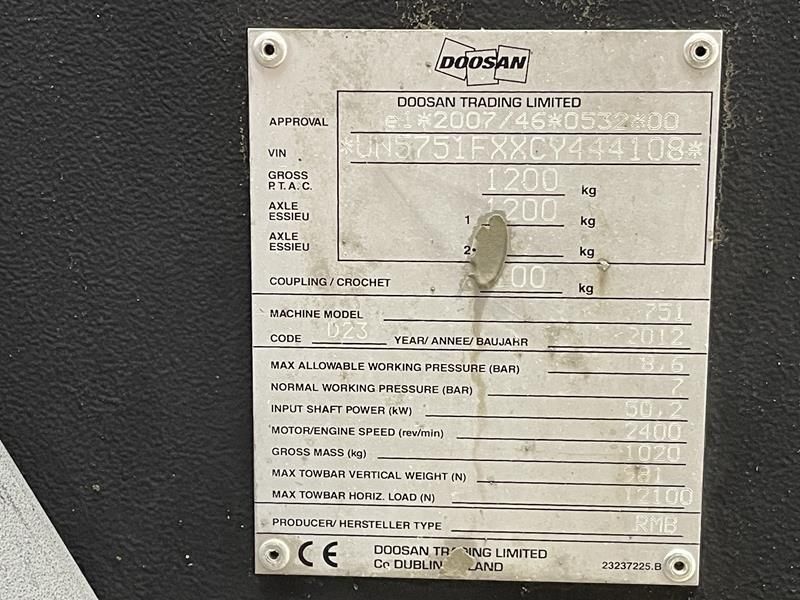 DOOSAN
DOOSAN TRADING LIMITED
APPROVAL e1*2007/46*0532*00
VIN *UN5751FXXCY444108*
GROSS P.T.A.C. 1200 kg
AXLE ESSIEU 1 1200 kg
AXLE ESSIEU 2• kg
COUPLING / CROCHET kg
MACHINE MODEL 751
CODE D23 YEAR/ ANNEE/ BAUJAHR 2012
MAX ALLOWABLE WORKING PRESSURE (BAR) 8,6
NORMAL WORKING PRESSURE (BAR) 7
INPUT SHAFT POWER (kW) 50,2
MOTOR/ENGINE SPEED (rev/min) 2400
GROSS MASS (kg) 1020
MAX TOWBAR VERTICAL WEIGHT (N)
MAX TOWBAR HORIZ. LOAD (N) 12100
PRODUCER/ HERSTELLER TYPE RMB
CE DOOSAN TRADING LIMITED
Co DUBLIN 23237225.B